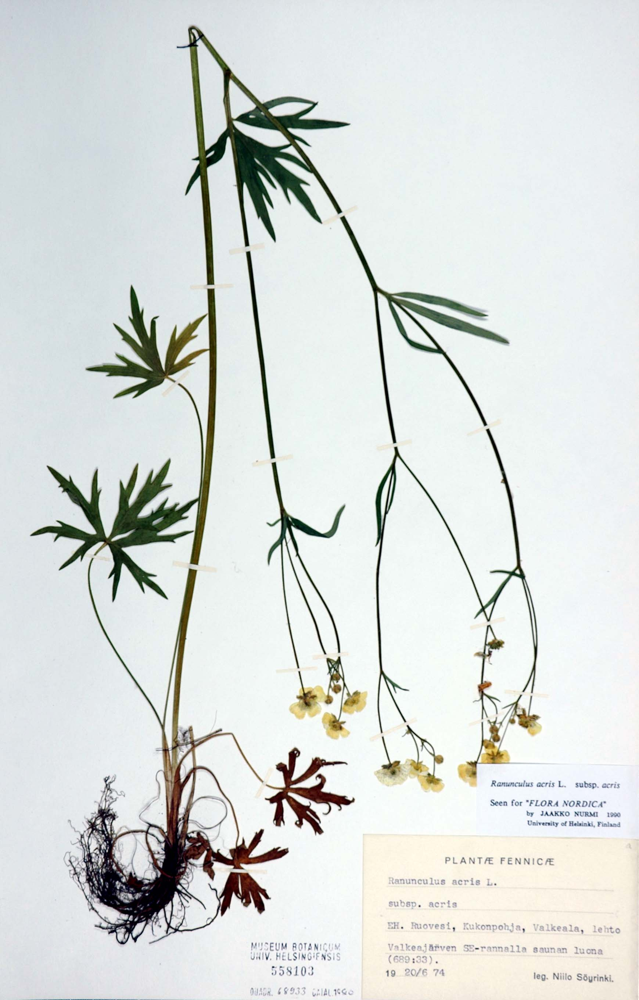 Ranunculus acris L. subsp. acris
Seen for "FLORA NORDICA"
by JAAKKO NURMI 1990
University of Helsinki, Finland
PLANTÆ FENNICÆ
Ranunculus acris L.
subsp. acris
EH. Ruovesi, Kukonpohja, Valkeala, lehto
Valkeajärven SE-rannalla saunan luona
(689:33).
19 20/6 74
leg. Niilo Söyrinki.
MUSEUM BOTANICUM
UNIV. HELSINGIENSIS
558103
QUADR. 68933 CATAL. 1990